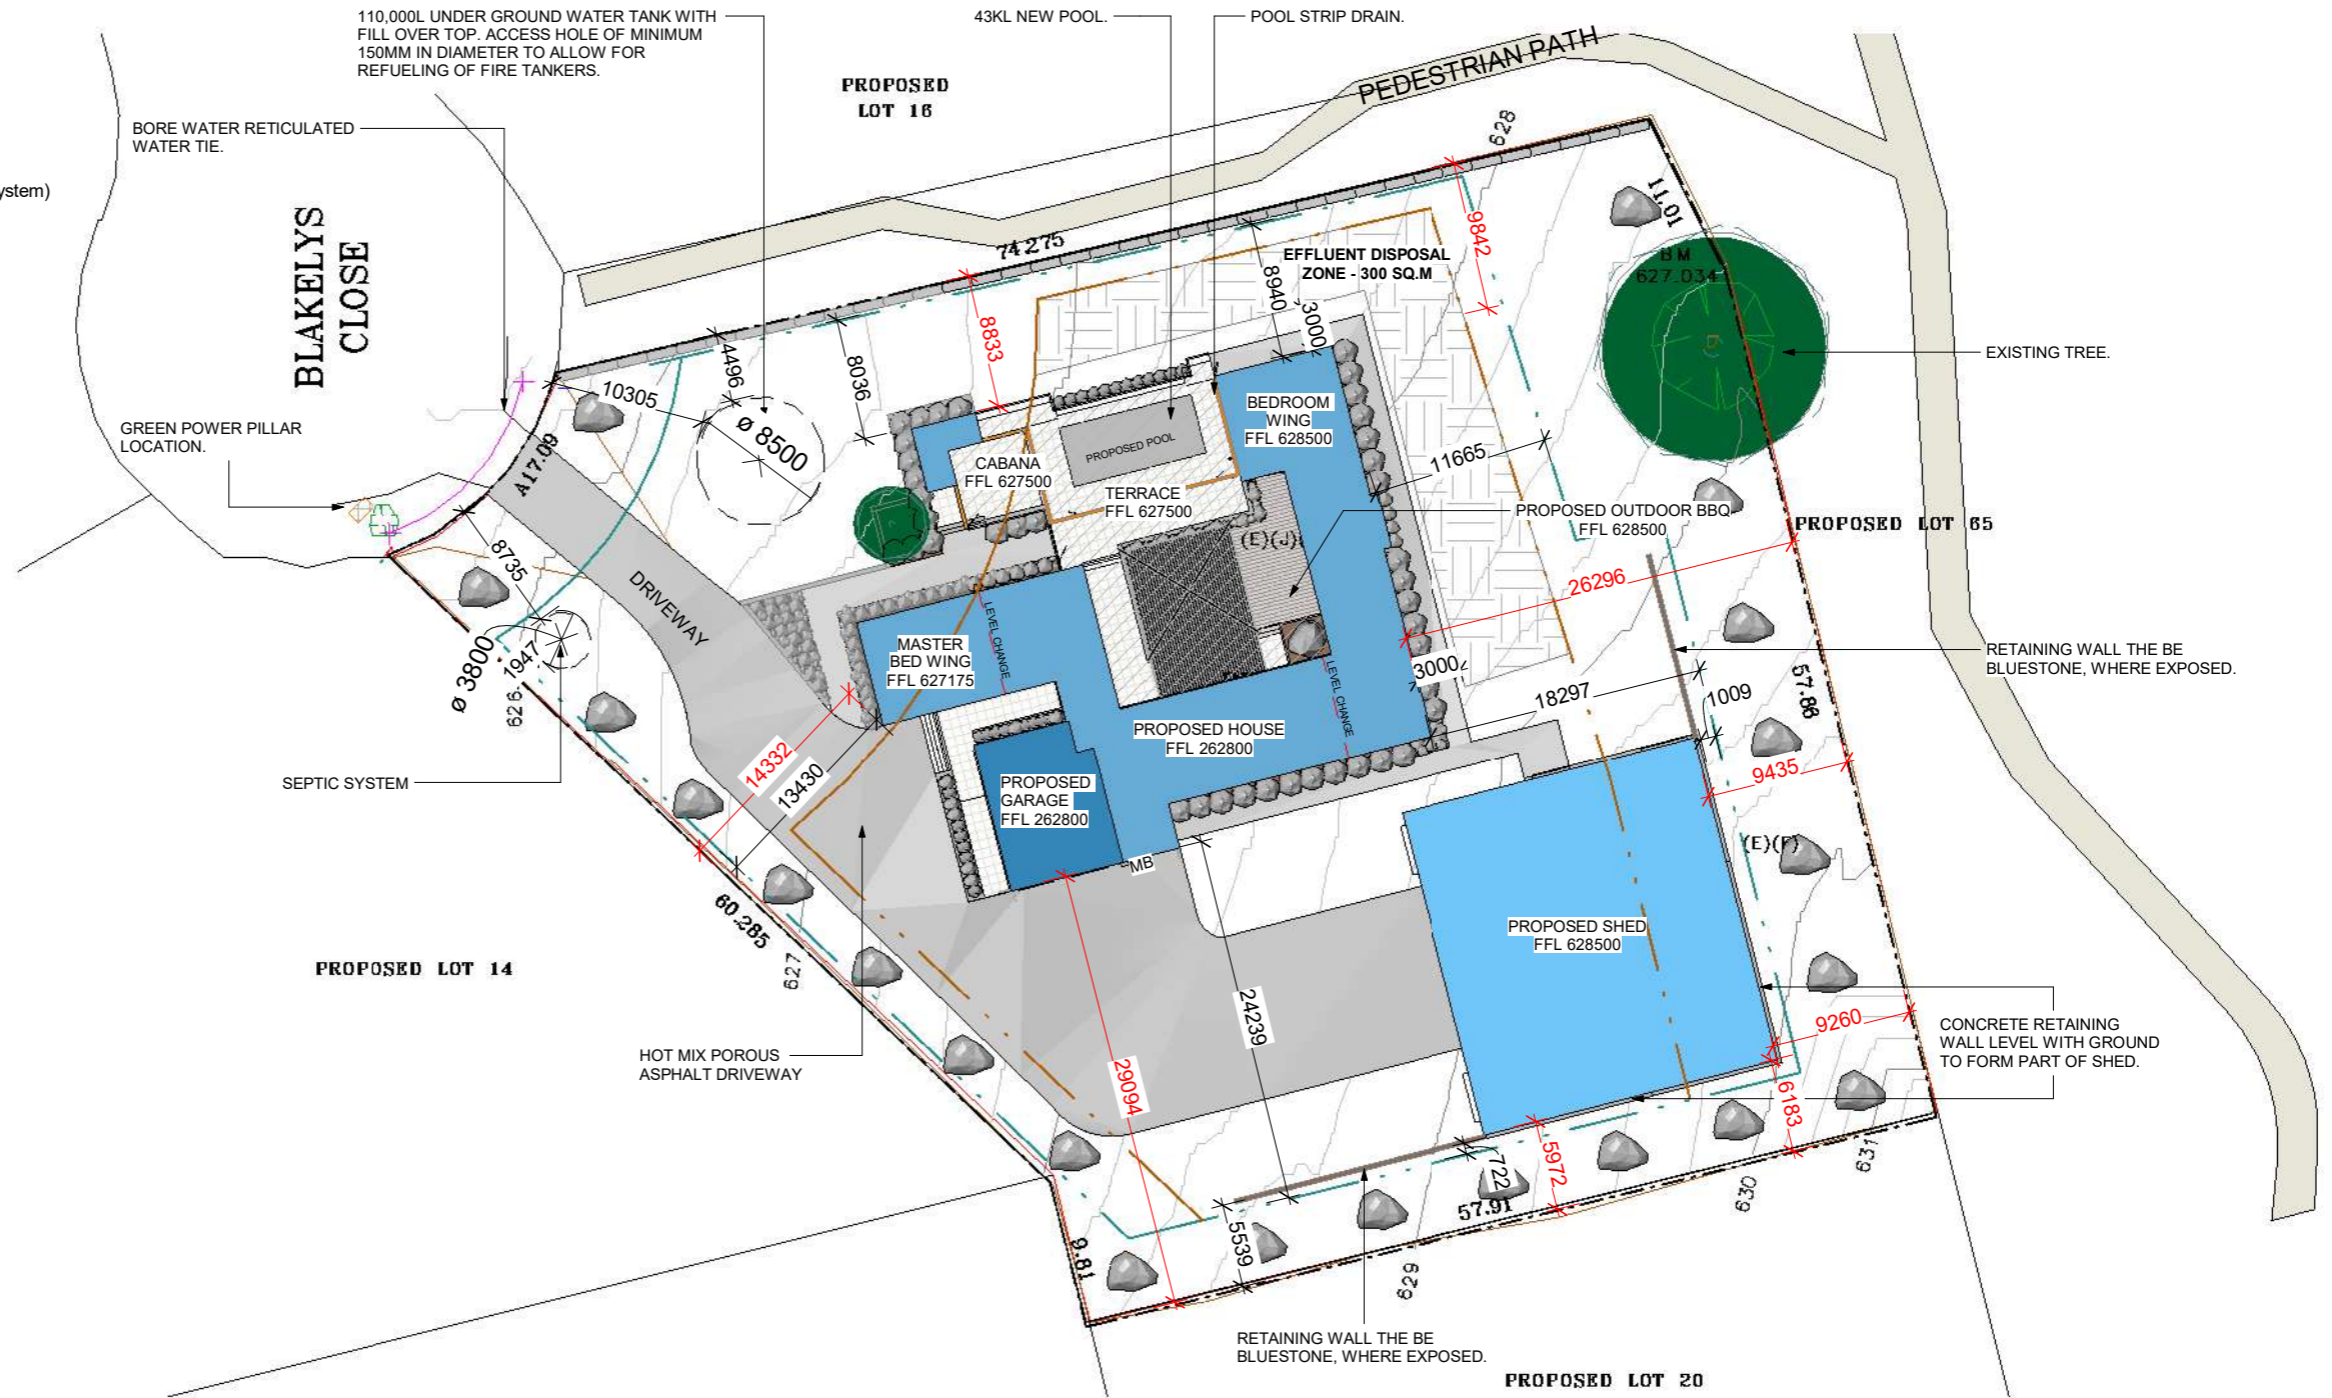 110,000L UNDER GROUND WATER TANK WITH
FILL OVER TOP. ACCESS HOLE OF MINIMUM
150MM IN DIAMETER TO ALLOW FOR
REFUELING OF FIRE TANKERS.
43KL NEW POOL.
POOL STRIP DRAIN.
PEDESTRIAN PATH
PROPOSED
LOT 16
BORE WATER RETICULATED
WATER TIE.
ystem)
BLAKELYS
CLOSE
GREEN POWER PILLAR
LOCATION.
628
11.01
BM
627.034
EXISTING TREE.
74.275
9842
EFFLUENT DISPOSAL
ZONE - 300 SQ.M
8940
3000
8833
8036
4496
10305
Ø 8500
A17.09
BEDROOM
WING
FFL 628500
PROPOSED POOL
CABANA
FFL 627500
TERRACE
FFL 627500
11665
PROPOSED OUTDOOR BBQ
FFL 628500
PROPOSED LOT 65
(E)(J)
26296
8735
DRIVEWAY
Ø 3800
1947
626
SEPTIC SYSTEM
MASTER
BED WING
FFL 627175
LEVEL CHANGE
LEVEL CHANGE
3000
18297
1009
57.88
RETAINING WALL THE BE
BLUESTONE, WHERE EXPOSED.
PROPOSED HOUSE
FFL 262800
14332
13430
PROPOSED
GARAGE
FFL 262800
9435
(E)(F)
MB
60.285
627
PROPOSED LOT 14
PROPOSED SHED
FFL 628500
24239
29094
9260
CONCRETE RETAINING
WALL LEVEL WITH GROUND
TO FORM PART OF SHED.
HOT MIX POROUS
ASPHALT DRIVEWAY
6183
5972
722
57.91
5539
9.81
629
630
631
RETAINING WALL THE BE
BLUESTONE, WHERE EXPOSED.
PROPOSED LOT 20